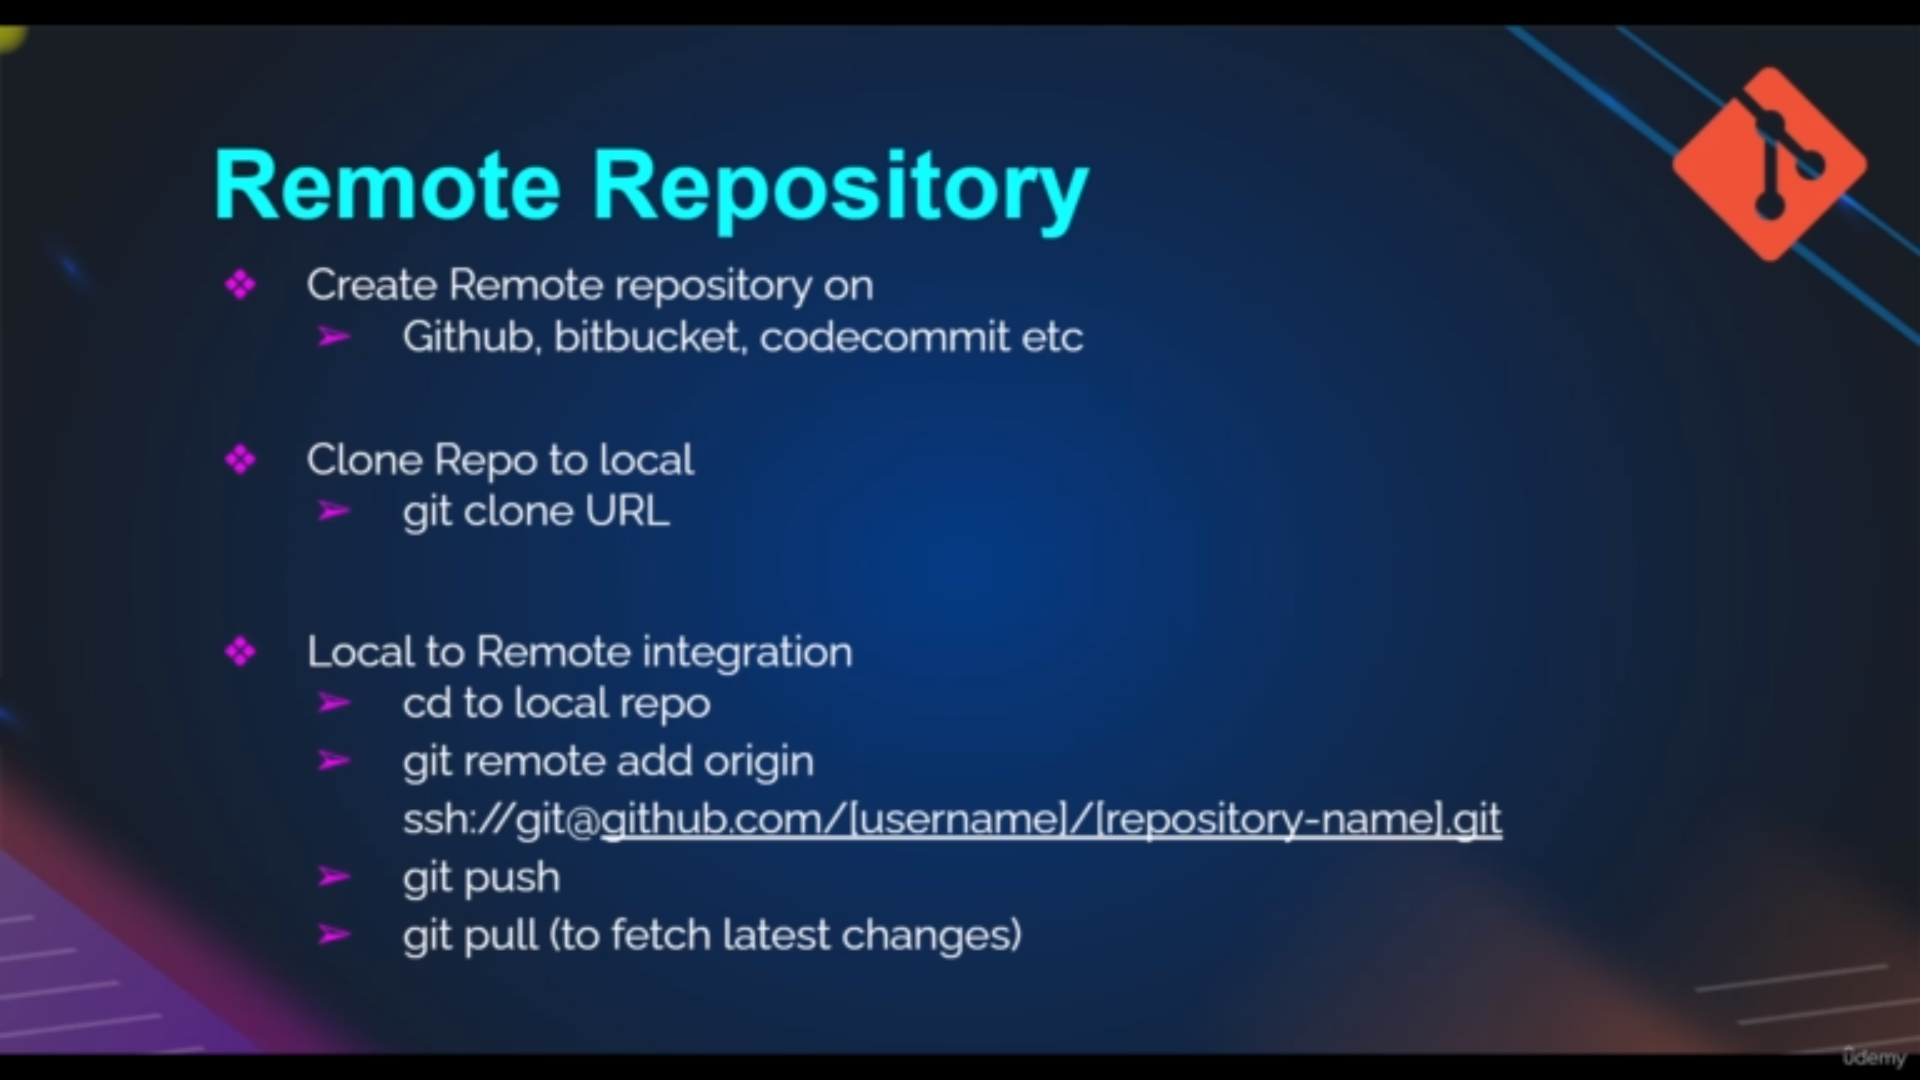 Remote Repository
Create Remote repository on
Github, bitbucket, codecommit etc
Clone Repo to local
git clone URL
Local to Remote integration
cd to local repo
git remote add origin
ssh://git@github.com/[username]/[repository-name].git
git push
git pull (to fetch latest changes)
ûdemy